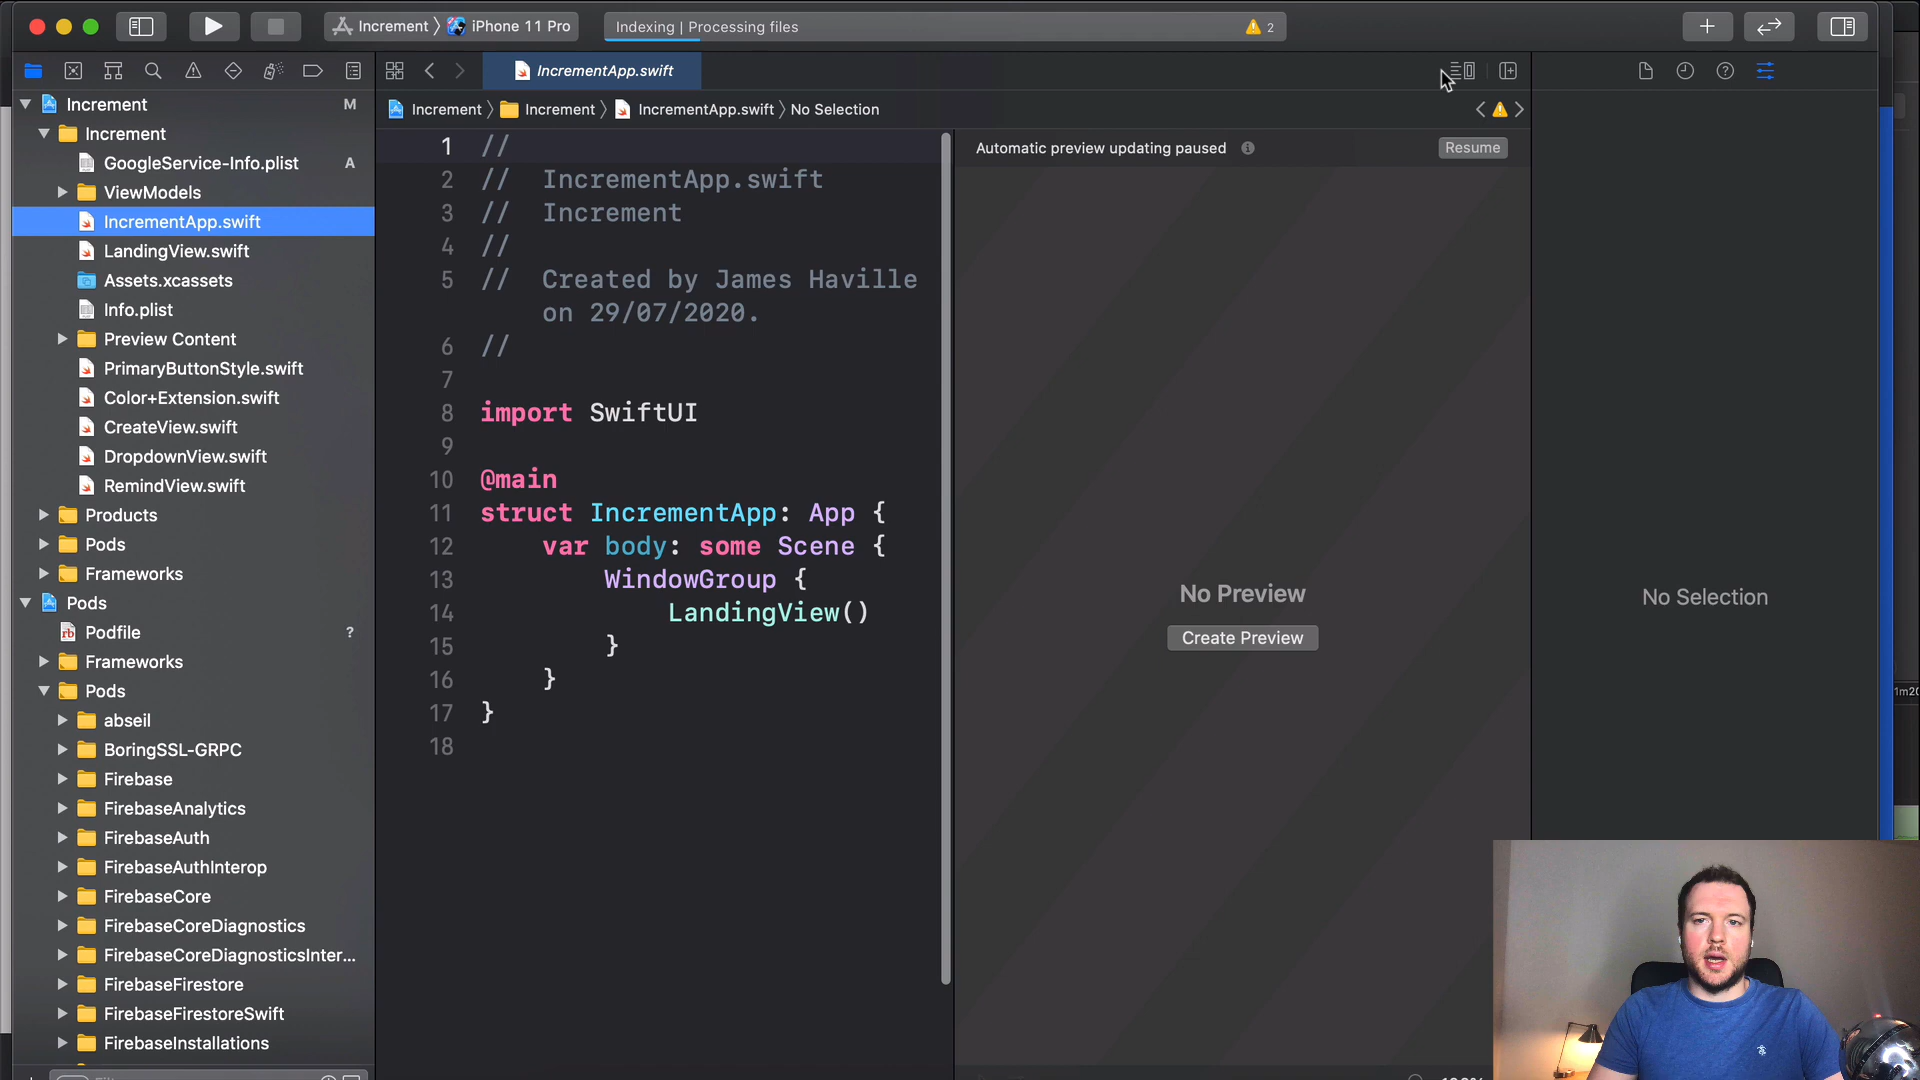 Increment
iPhone 11 Pro
Indexing | Processing files
2
IncrementApp.swift
Increment M
Increment
IncrementApp.swift
No Selection
Increment
GoogleService-Info.plist A
ViewModels
IncrementApp.swift
LandingView.swift
Assets.xcassets
Info.plist
Preview Content
PrimaryButtonStyle.swift
Color+Extension.swift
CreateView.swift
DropdownView.swift
RemindView.swift
Products
Pods
Frameworks
Pods
Podfile ?
Frameworks
Pods
abseil
BoringSSL-GRPC
Firebase
FirebaseAnalytics
FirebaseAuth
FirebaseAuthInterop
FirebaseCore
FirebaseCoreDiagnostics
FirebaseCoreDiagnosticsInter...
FirebaseFirestore
FirebaseFirestoreSwift
FirebaseInstallations
Increment
1 //
2 //  IncrementApp.swift
3 //  Increment
4 //
5 //  Created by James Haville
on 29/07/2020.
6 //
7
8 import SwiftUI
9
10 @main
11 struct IncrementApp: App {
12     var body: some Scene {
13         WindowGroup {
14             LandingView()
15         }
16     }
17 }
18
Automatic preview updating paused
Resume
No Preview
Create Preview
No Selection